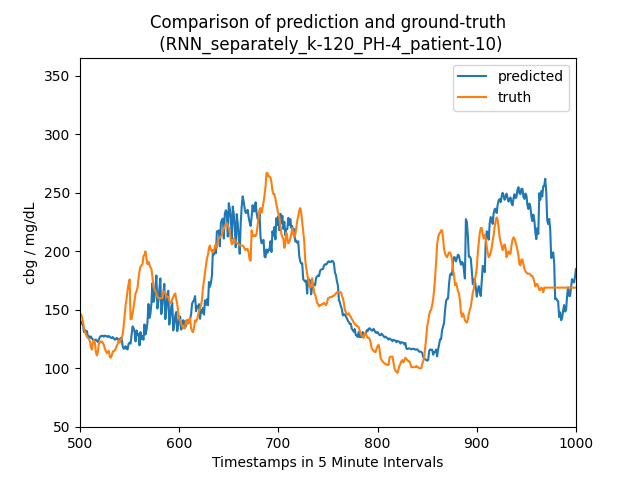 Comparison of prediction and ground-truth
(RNN_separately_k-120_PH-4_patient-10)
predicted
truth
350
300
250
200
150
100
50
cbg / mg/dL
500
600
700
800
900
1000
Timestamps in 5 Minute Intervals